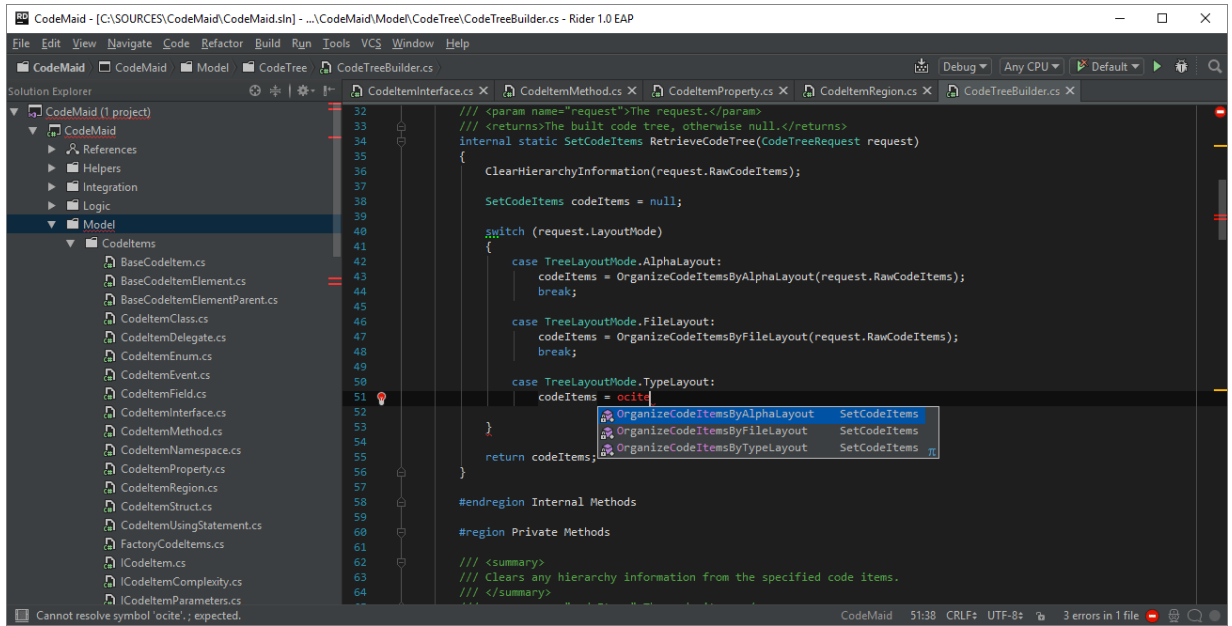 CodeMaid - [C:\SOURCES\CodeMaid\CodeMaid.sln] - ...\CodeMaid\Model\CodeTree\CodeTreeBuilder.cs - Rider 1.0 EAP
File Edit View Navigate Code Refactor Build Run Tools VCS Window Help
CodeMaid CodeMaid Model CodeTree CodeTreeBuilder.cs Debug Any CPU Default
Solution Explorer
CodeItemInterface.cs CodeItemMethod.cs CodeItemProperty.cs CodeItemRegion.cs CodeTreeBuilder.cs
CodeMaid (1 project)
CodeMaid
References
Helpers
Integration
Logic
Model
CodeItems
BaseCodeItem.cs
BaseCodeItemElement.cs
BaseCodeItemElementParent.cs
CodeItemClass.cs
CodeItemDelegate.cs
CodeItemEnum.cs
CodeItemEvent.cs
CodeItemField.cs
CodeItemInterface.cs
CodeItemMethod.cs
CodeItemNamespace.cs
CodeItemProperty.cs
CodeItemRegion.cs
CodeItemStruct.cs
CodeItemUsingStatement.cs
FactoryCodeItems.cs
ICodeItem.cs
ICodeItemComplexity.cs
ICodeItemParameters.cs
32 /// <param name="request">The request.</param>
33 /// <returns>The built code tree, otherwise null.</returns>
34 internal static SetCodeItems RetrieveCodeTree(CodeTreeRequest request)
35 {
36 ClearHierarchyInformation(request.RawCodeItems);
37
38 SetCodeItems codeItems = null;
39
40 switch (request.LayoutMode)
41 {
42 case TreeLayoutMode.AlphaLayout:
43 codeItems = OrganizeCodeItemsByAlphaLayout(request.RawCodeItems);
44 break;
45
46 case TreeLayoutMode.FileLayout:
47 codeItems = OrganizeCodeItemsByFileLayout(request.RawCodeItems);
48 break;
49
50 case TreeLayoutMode.TypeLayout:
51 codeItems = ocite
52
53 }
54
55 return codeItems;
56 }
57
58 #endregion Internal Methods
59
60 #region Private Methods
61
62 /// <summary>
63 /// Clears any hierarchy information from the specified code items.
64 /// </summary>
OrganizeCodeItemsByAlphaLayout SetCodeItems
OrganizeCodeItemsByFileLayout SetCodeItems
OrganizeCodeItemsByTypeLayout SetCodeItems π
Cannot resolve symbol 'ocite'. ; expected. CodeMaid 51:38 CRLF UTF-8 3 errors in 1 file